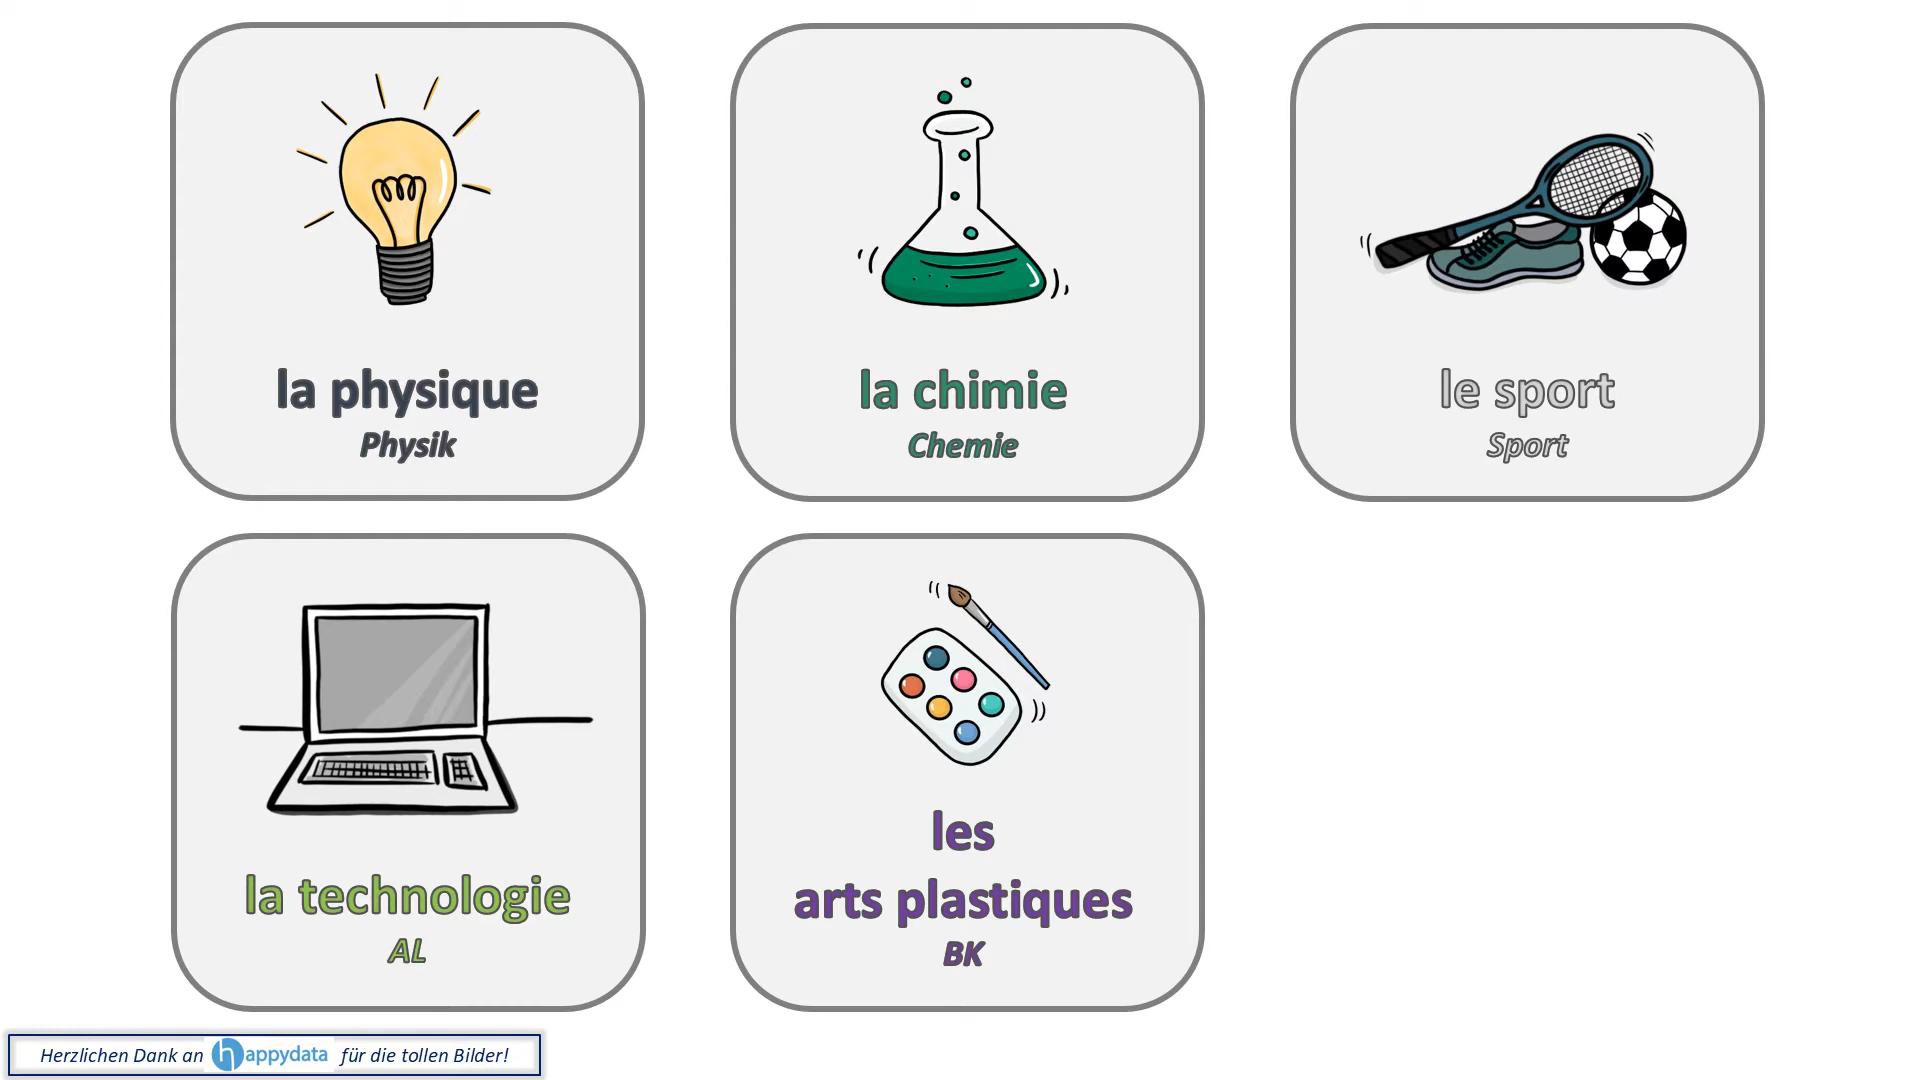 la physique
Physik
la chimie
Chemie
le sport
Sport
la technologie
AL
les
arts plastiques
BK
Herzlichen Dank an happydata für die tollen Bilder!